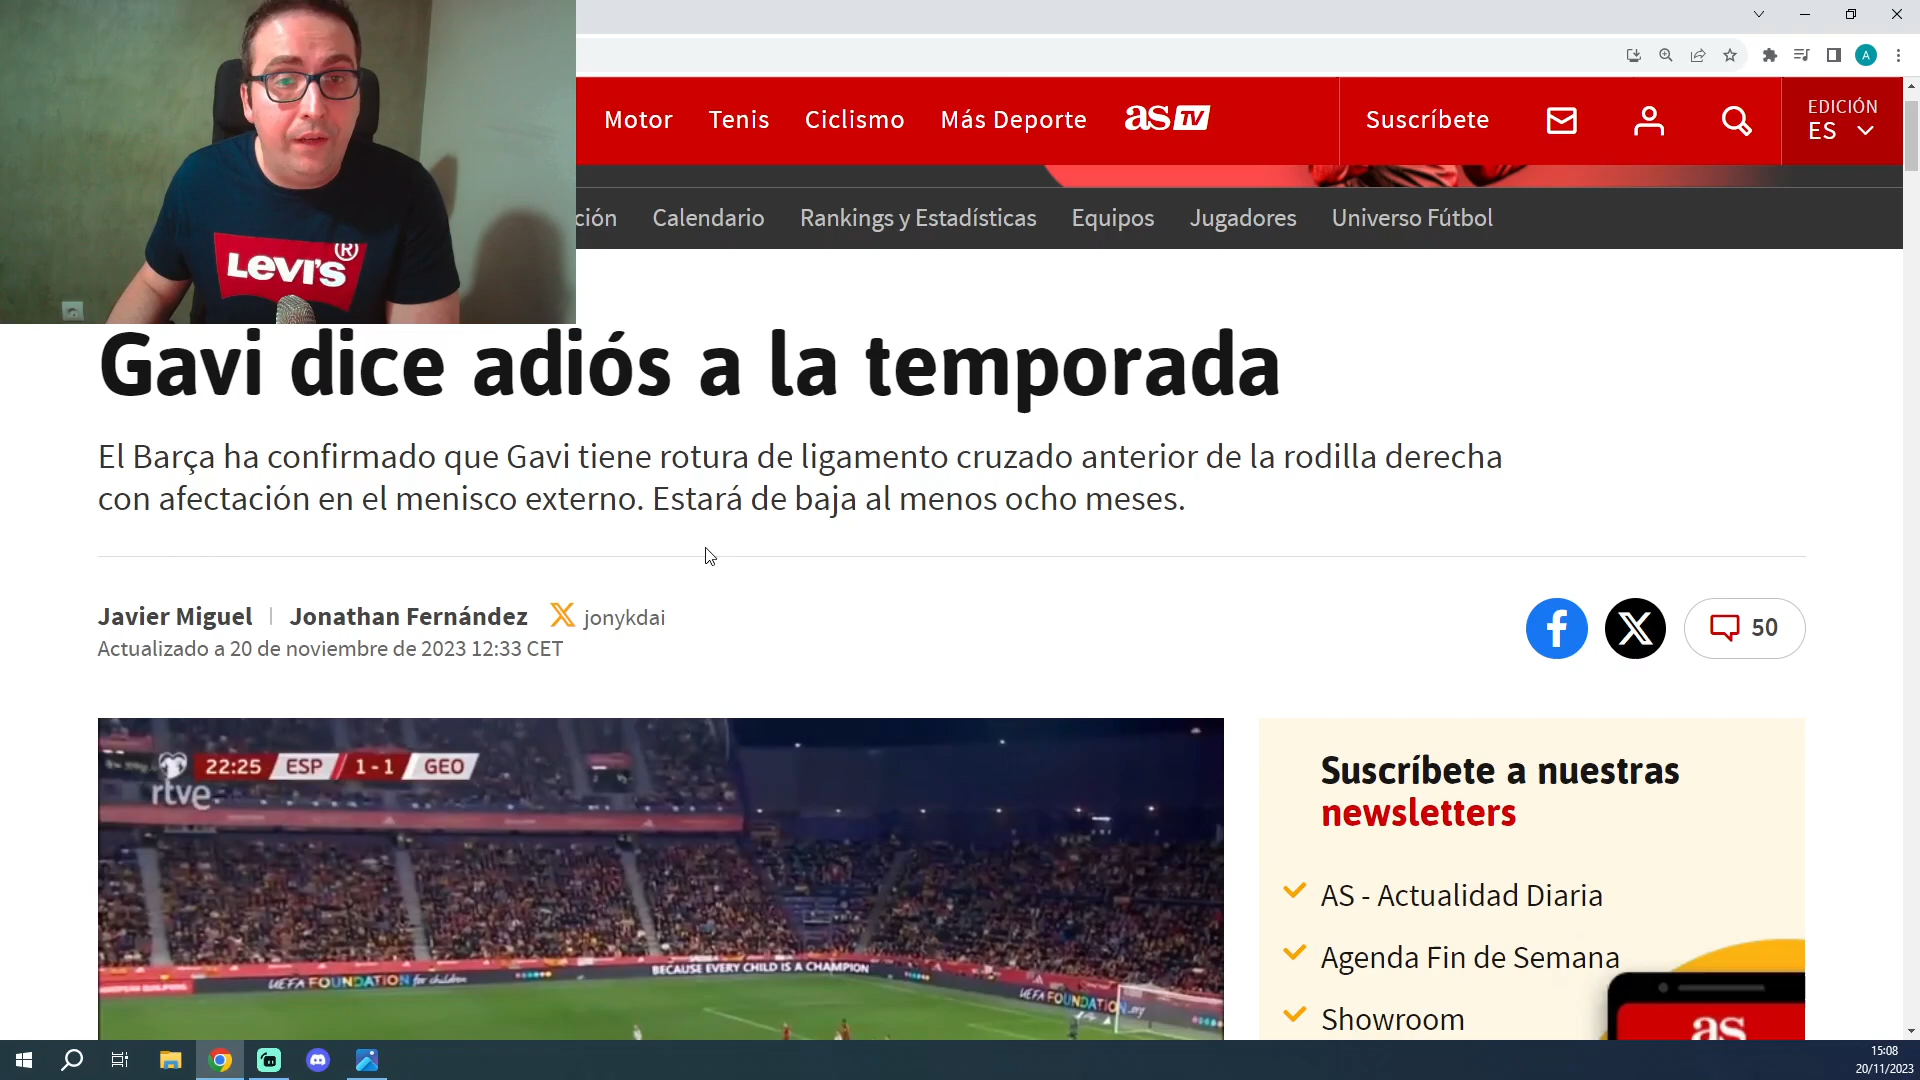 LEVI'S®
Motor Tenis Ciclismo Más Deporte as TV Suscríbete EDICIÓN
ES
A
ción Calendario Rankings y Estadísticas Equipos Jugadores Universo Fútbol
Gavi dice adiós a la temporada
El Barça ha confirmado que Gavi tiene rotura de ligamento cruzado anterior de la rodilla derecha
con afectación en el menisco externo. Estará de baja al menos ocho meses.
Javier Miguel | Jonathan Fernández jonykdai
Actualizado a 20 de noviembre de 2023 12:33 CET
50
22:25 ESP 1-1 GEO
rtve
UEFA FOUNDATION for children
BECAUSE EVERY CHILD IS A CHAMPION
UEFA FOUNDATION
Suscríbete a nuestras
newsletters
AS - Actualidad Diaria
Agenda Fin de Semana
Showroom
as
15:08
20/11/2023